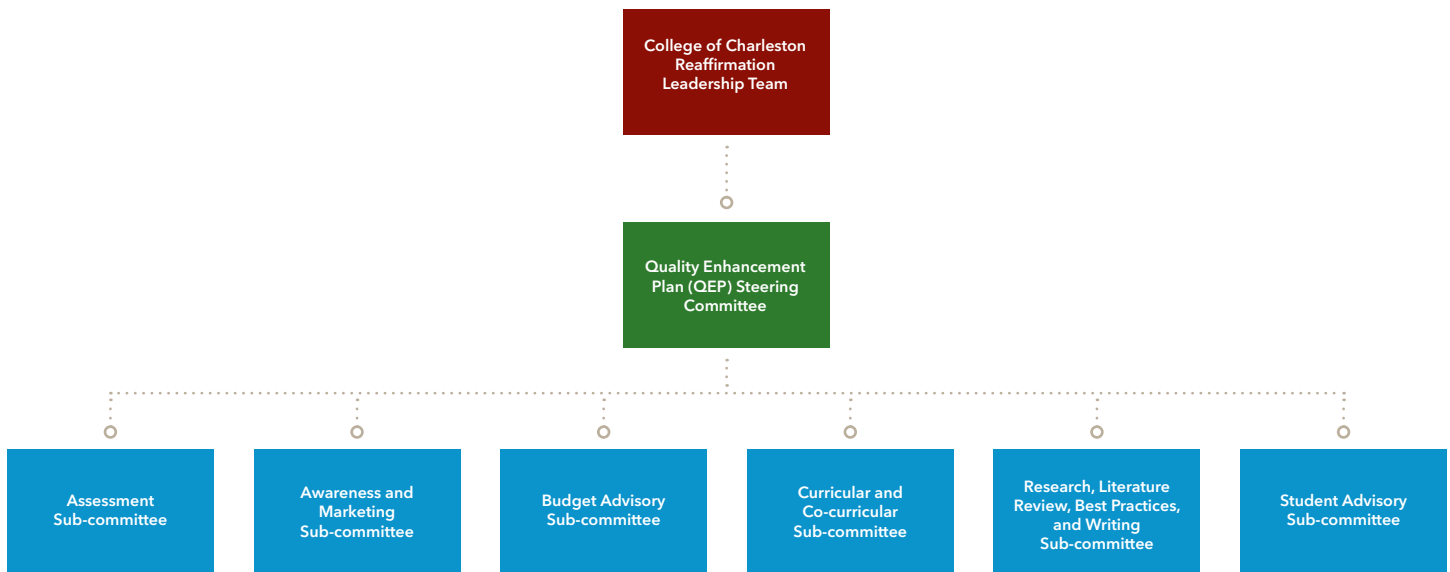 College of Charleston
Reaffirmation
Leadership Team
Quality Enhancement
Plan (QEP) Steering
Committee
Assessment
Sub-committee
Awareness and
Marketing
Sub-committee
Budget Advisory
Sub-committee
Curricular and
Co-curricular
Sub-committee
Research, Literature
Review, Best Practices,
and Writing
Sub-committee
Student Advisory
Sub-committee